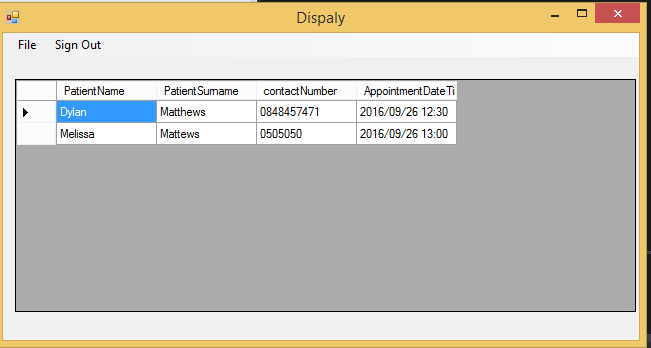 Dispaly
File Sign Out
PatientName PatientSurname contactNumber AppointmentDateTi
Dylan Matthews 0848457471 2016/09/26 12:30
Melissa Mattews 0505050 2016/09/26 13:00